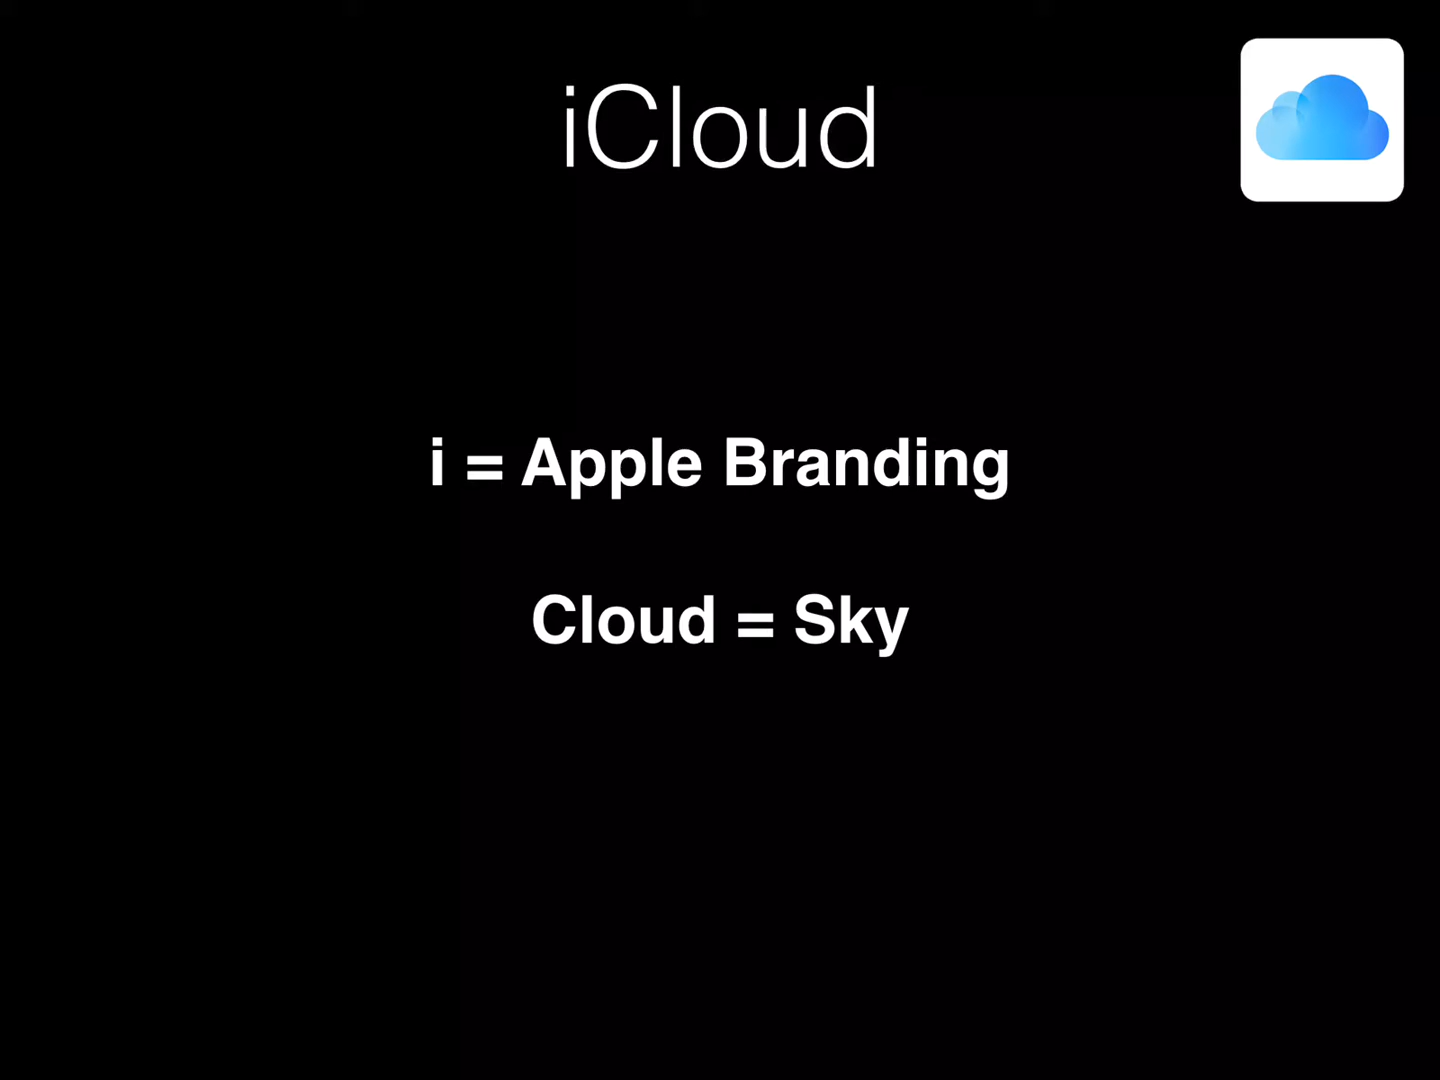 iCloud
i = Apple Branding
Cloud = Sky